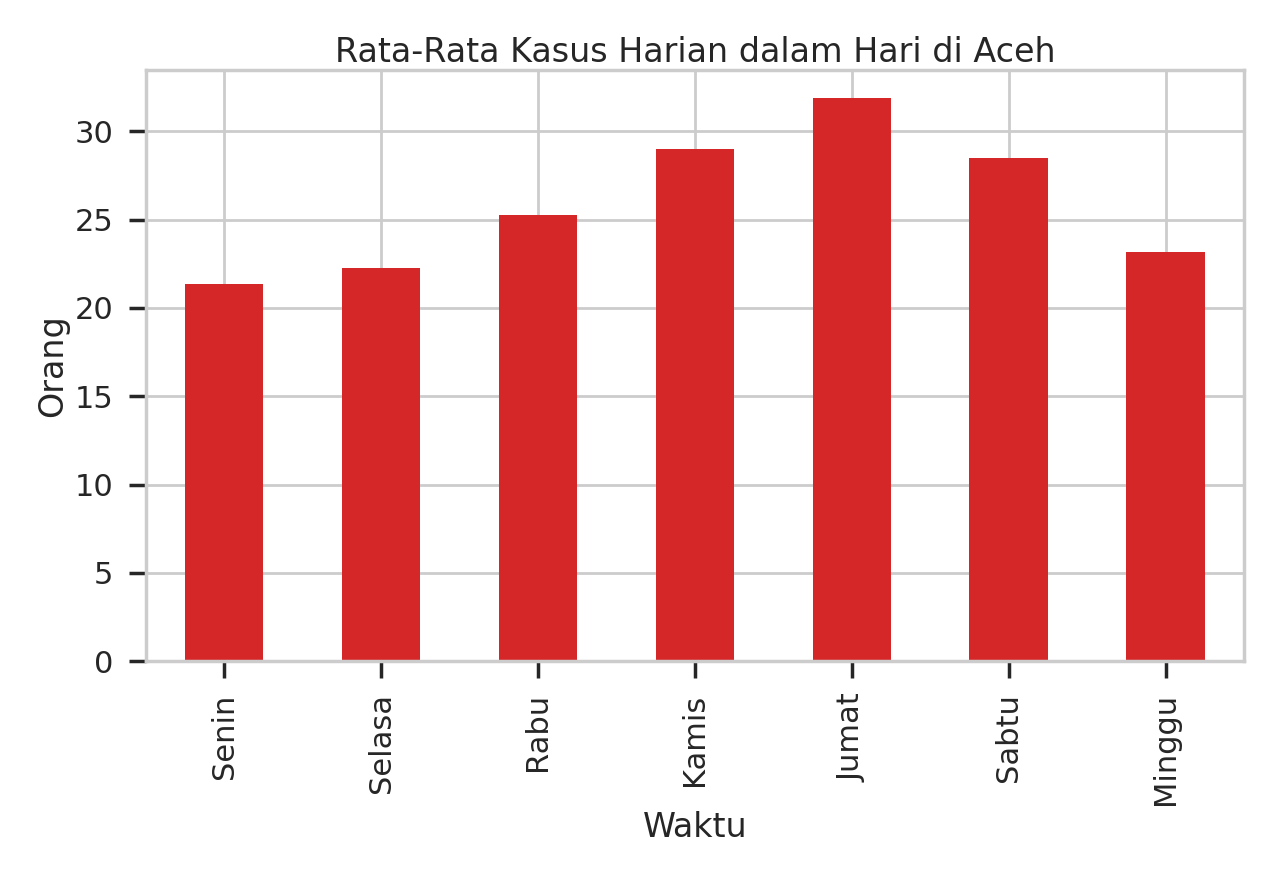 Rata-Rata Kasus Harian dalam Hari di Aceh
30
25
20
15
10
5
0
Orang
Senin
Selasa
Rabu
Kamis
Jumat
Sabtu
Minggu
Waktu